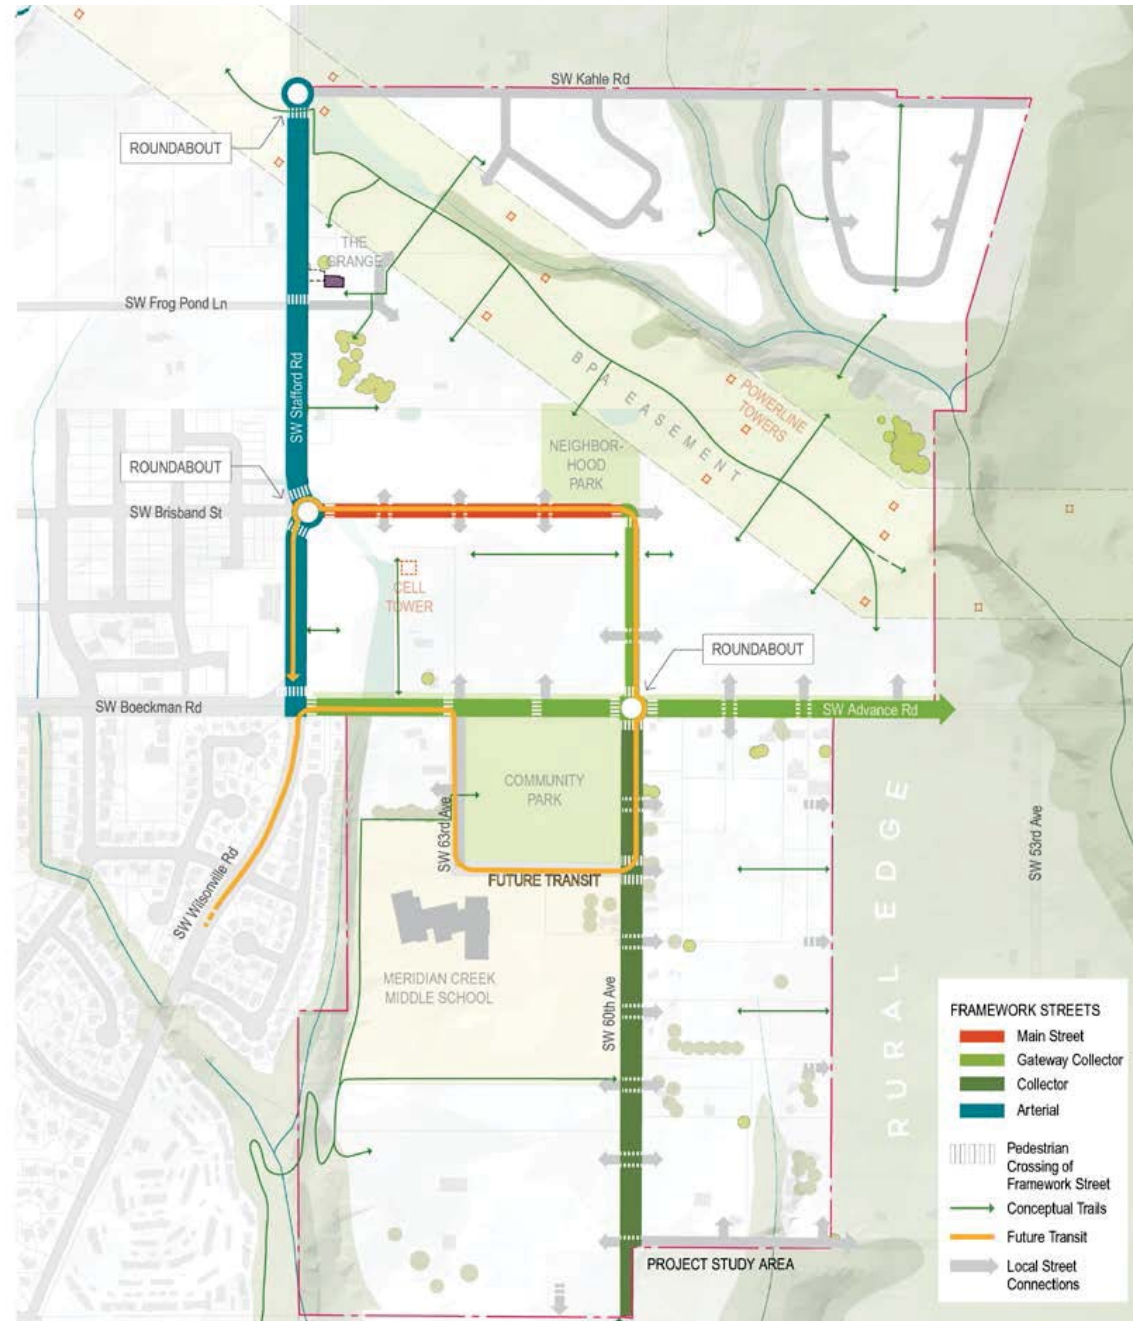 SW Kahle Rd
ROUNDABOUT
THE
GRANGE
SW Frog Pond Ln
SW Stafford Rd
BPA EASEMENT
POWERLINE
TOWERS
NEIGHBOR-
HOOD
PARK
ROUNDABOUT
SW Brisband St
CELL
TOWER
ROUNDABOUT
SW Boeckman Rd
SW Advance Rd
COMMUNITY
PARK
SW 63rd Ave
SW Wilsonville Rd
FUTURE TRANSIT
MERIDIAN CREEK
MIDDLE SCHOOL
SW 60th Ave
RURAL EDGE
SW 53rd Ave
PROJECT STUDY AREA
FRAMEWORK STREETS
Main Street
Gateway Collector
Collector
Arterial
Pedestrian
Crossing of
Framework Street
Conceptual Trails
Future Transit
Local Street
Connections